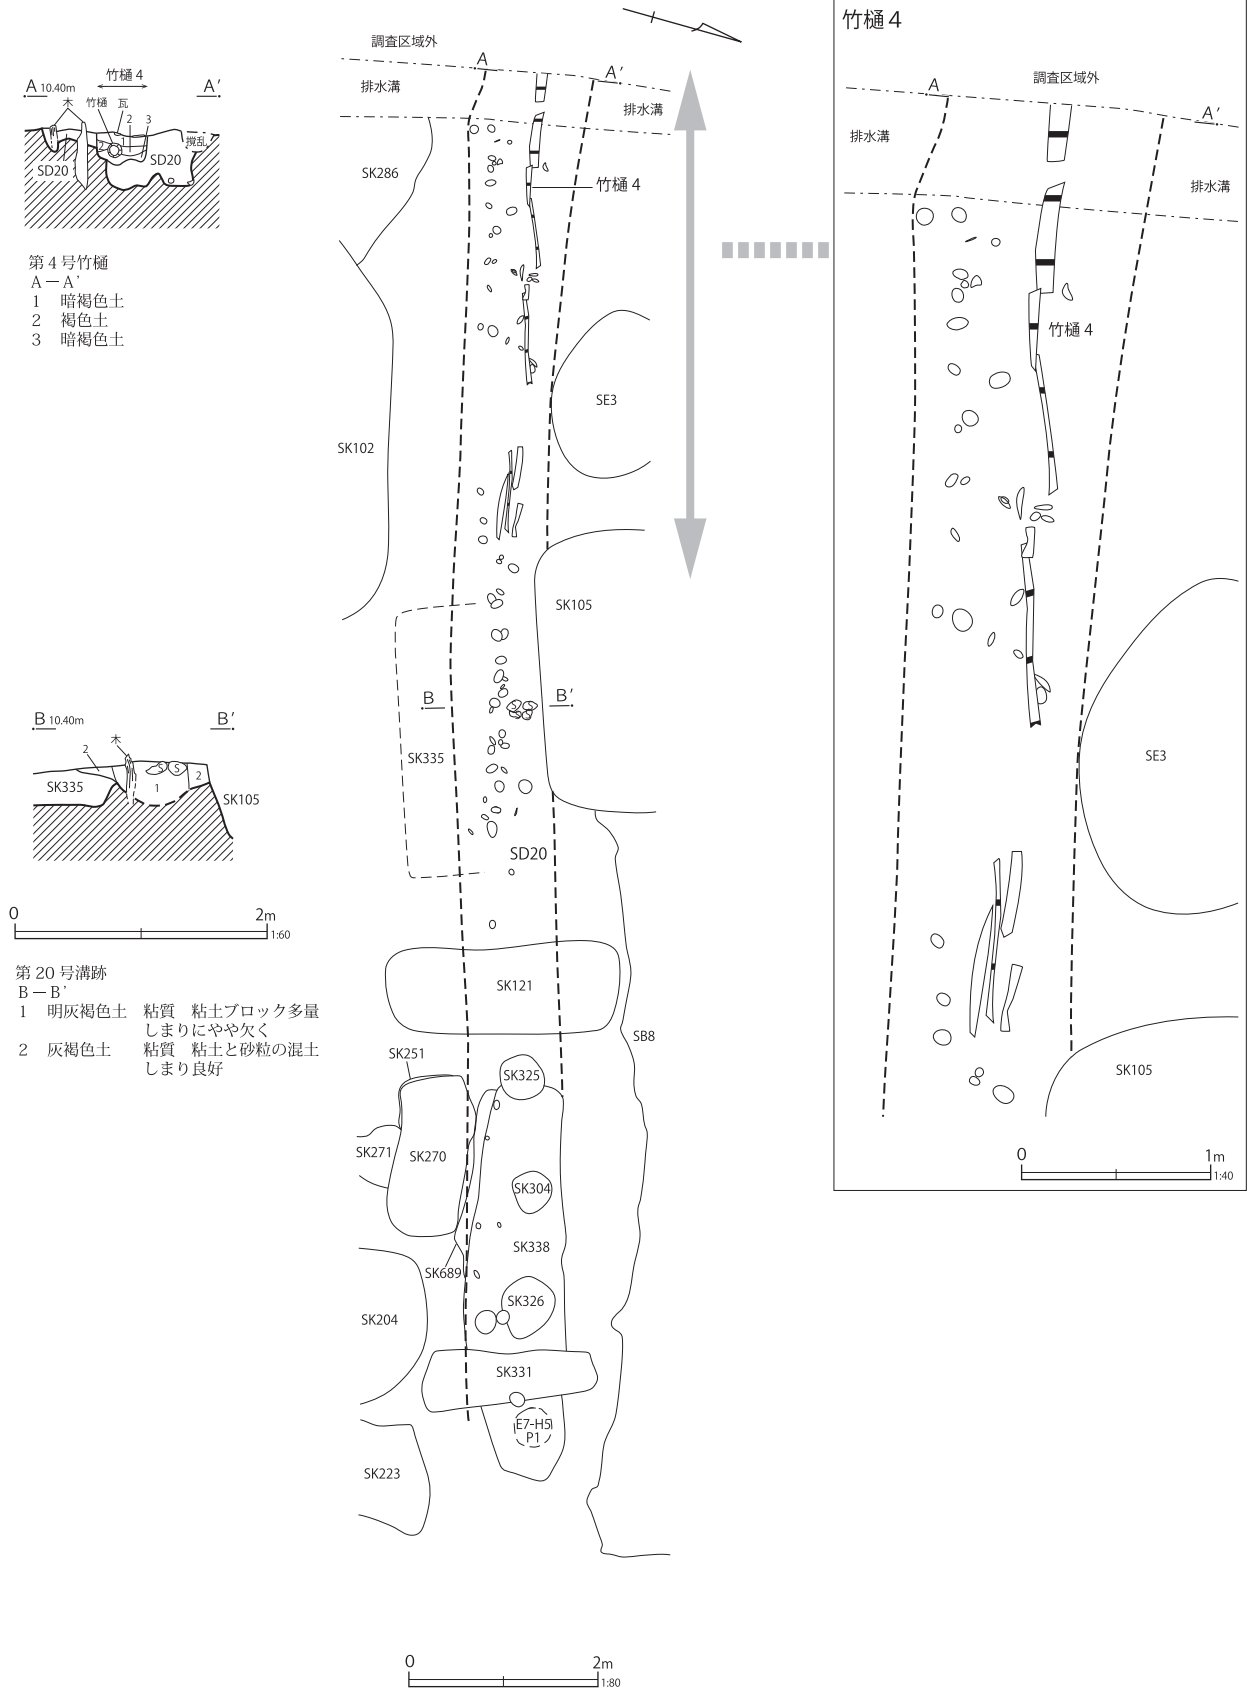 竹樋４
A 10.40m
A′
木
竹樋
瓦
2
3
2
1
撹乱
SD20
SD20
第４号竹樋
A－A'
1　暗褐色土
2　褐色土
3　暗褐色土
B 10.40m
B′
木
2
S
S
2
SK335
1
SK105
0
2m
1:60
第20号溝跡
B－B'
1　明灰褐色土　粘質　粘土ブロック多量
しまりにやや欠く
2　灰褐色土　粘質　粘土と砂粒の混土
しまり良好
調査区域外
A
A′
排水溝
排水溝
SK286
竹樋４
SE3
SK102
SK105
B
B′
S
S
S
S
SK335
SD20
SK121
SB8
SK251
SK325
SK271
SK270
SK304
SK338
SK689
SK326
SK204
SK331
E7-H5
P1
SK223
0
2m
1:80
竹樋４
調査区域外
A
A′
排水溝
排水溝
竹樋４
SE3
SK105
0
1m
1:40